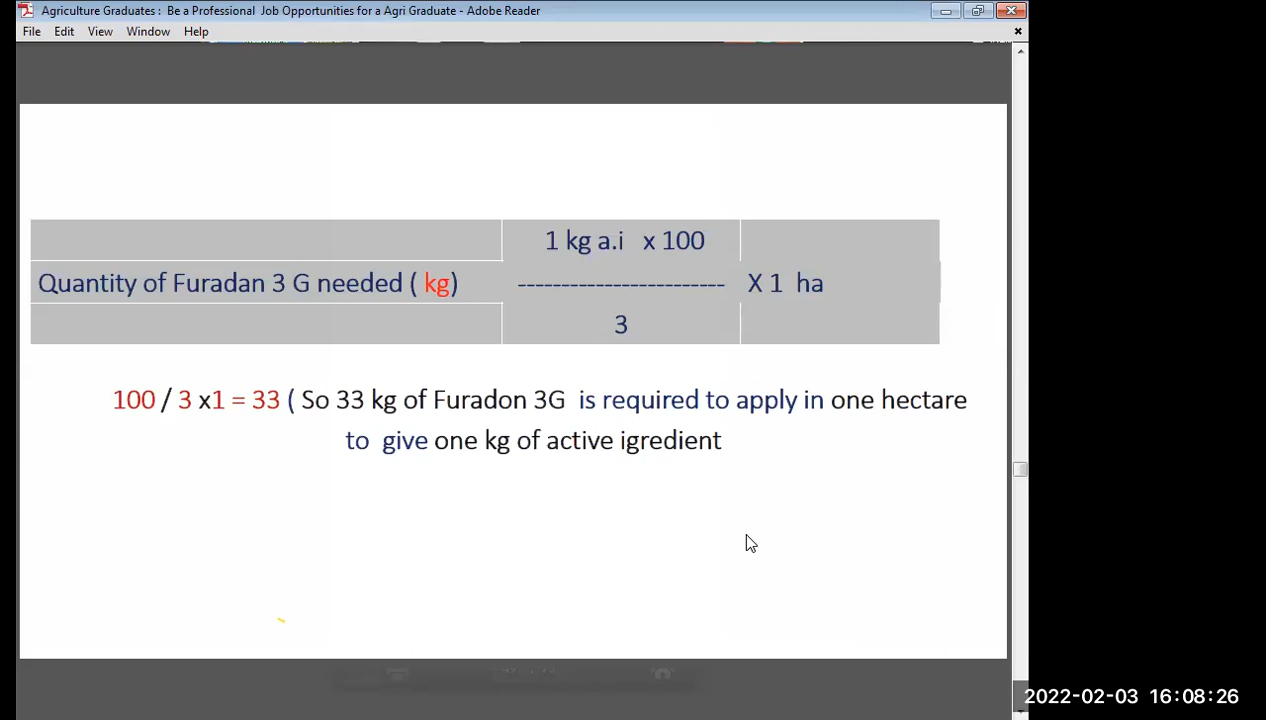 Agriculture Graduates : Be a Professional Job Opportunities for a Agri Graduate - Adobe Reader
File Edit View Window Help
1 kg a.i x 100
Quantity of Furadan 3 G needed ( kg) ------------------------ X 1 ha
3
100 / 3 x1 = 33 ( So 33 kg of Furadon 3G is required to apply in one hectare
to give one kg of active igredient
2022-02-03 16:08:26